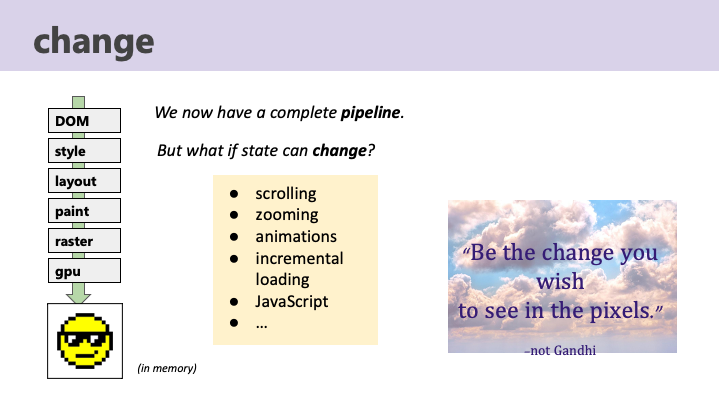 change
DOM
style
layout
paint
raster
gpu
(in memory)
We now have a complete pipeline.
But what if state can change?
● scrolling
● zooming
● animations
● incremental
loading
● JavaScript
● ...
“Be the change you
wish
to see in the pixels.”
–not Gandhi